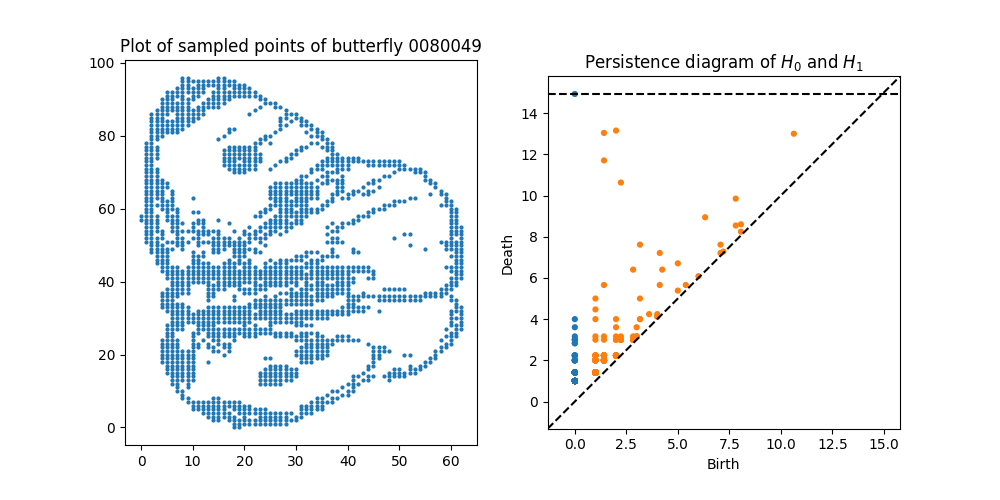 Plot of sampled points of butterfly 0080049
100
80
60
40
20
0
0 10 20 30 40 50 60
Persistence diagram of H₀ and H₁
Death
14
12
10
8
6
4
2
0
0.0 2.5 5.0 7.5 10.0 12.5 15.0
Birth